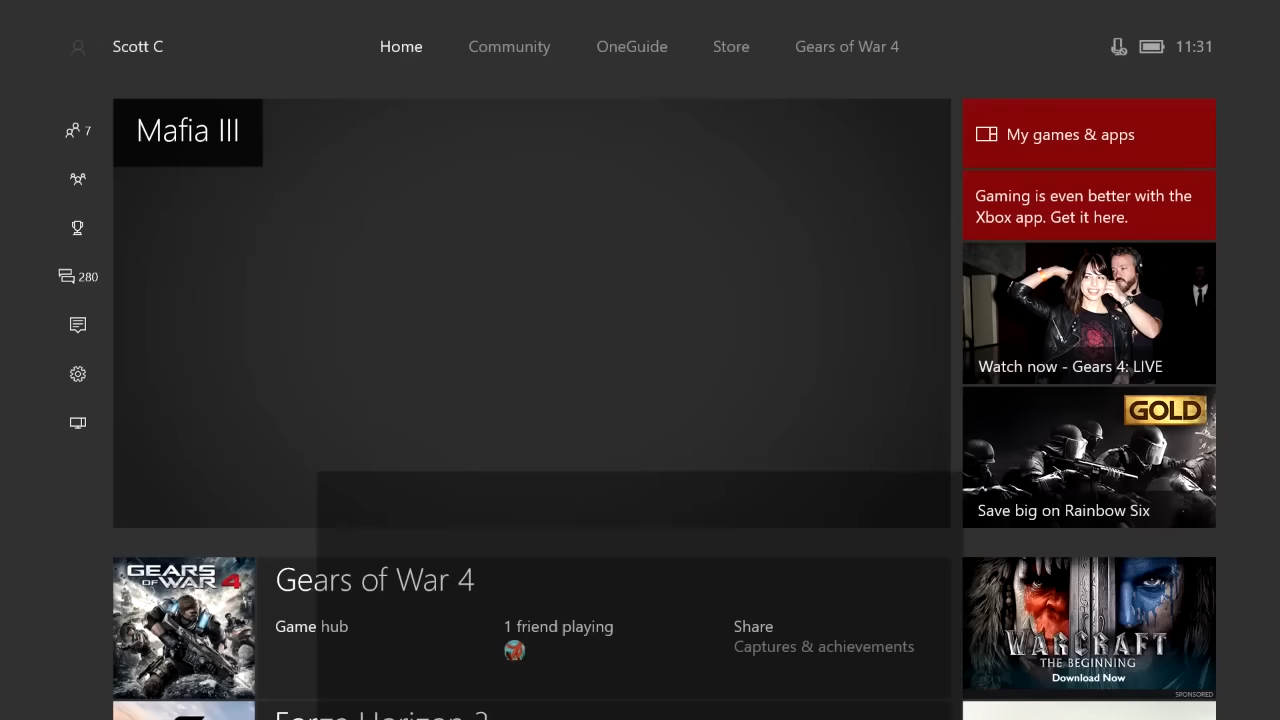 Scott C
Home
Community
OneGuide
Store
Gears of War 4
11:31
7
280
Mafia III
My games & apps
Gaming is even better with the
Xbox app. Get it here.
Watch now - Gears 4: LIVE
GOLD
Save big on Rainbow Six
GEARS
OF WAR 4
Gears of War 4
Game hub
1 friend playing
Share
Captures & achievements
WARCRAFT
THE BEGINNING
Download Now
SPONSORED
Forza Horizon 3